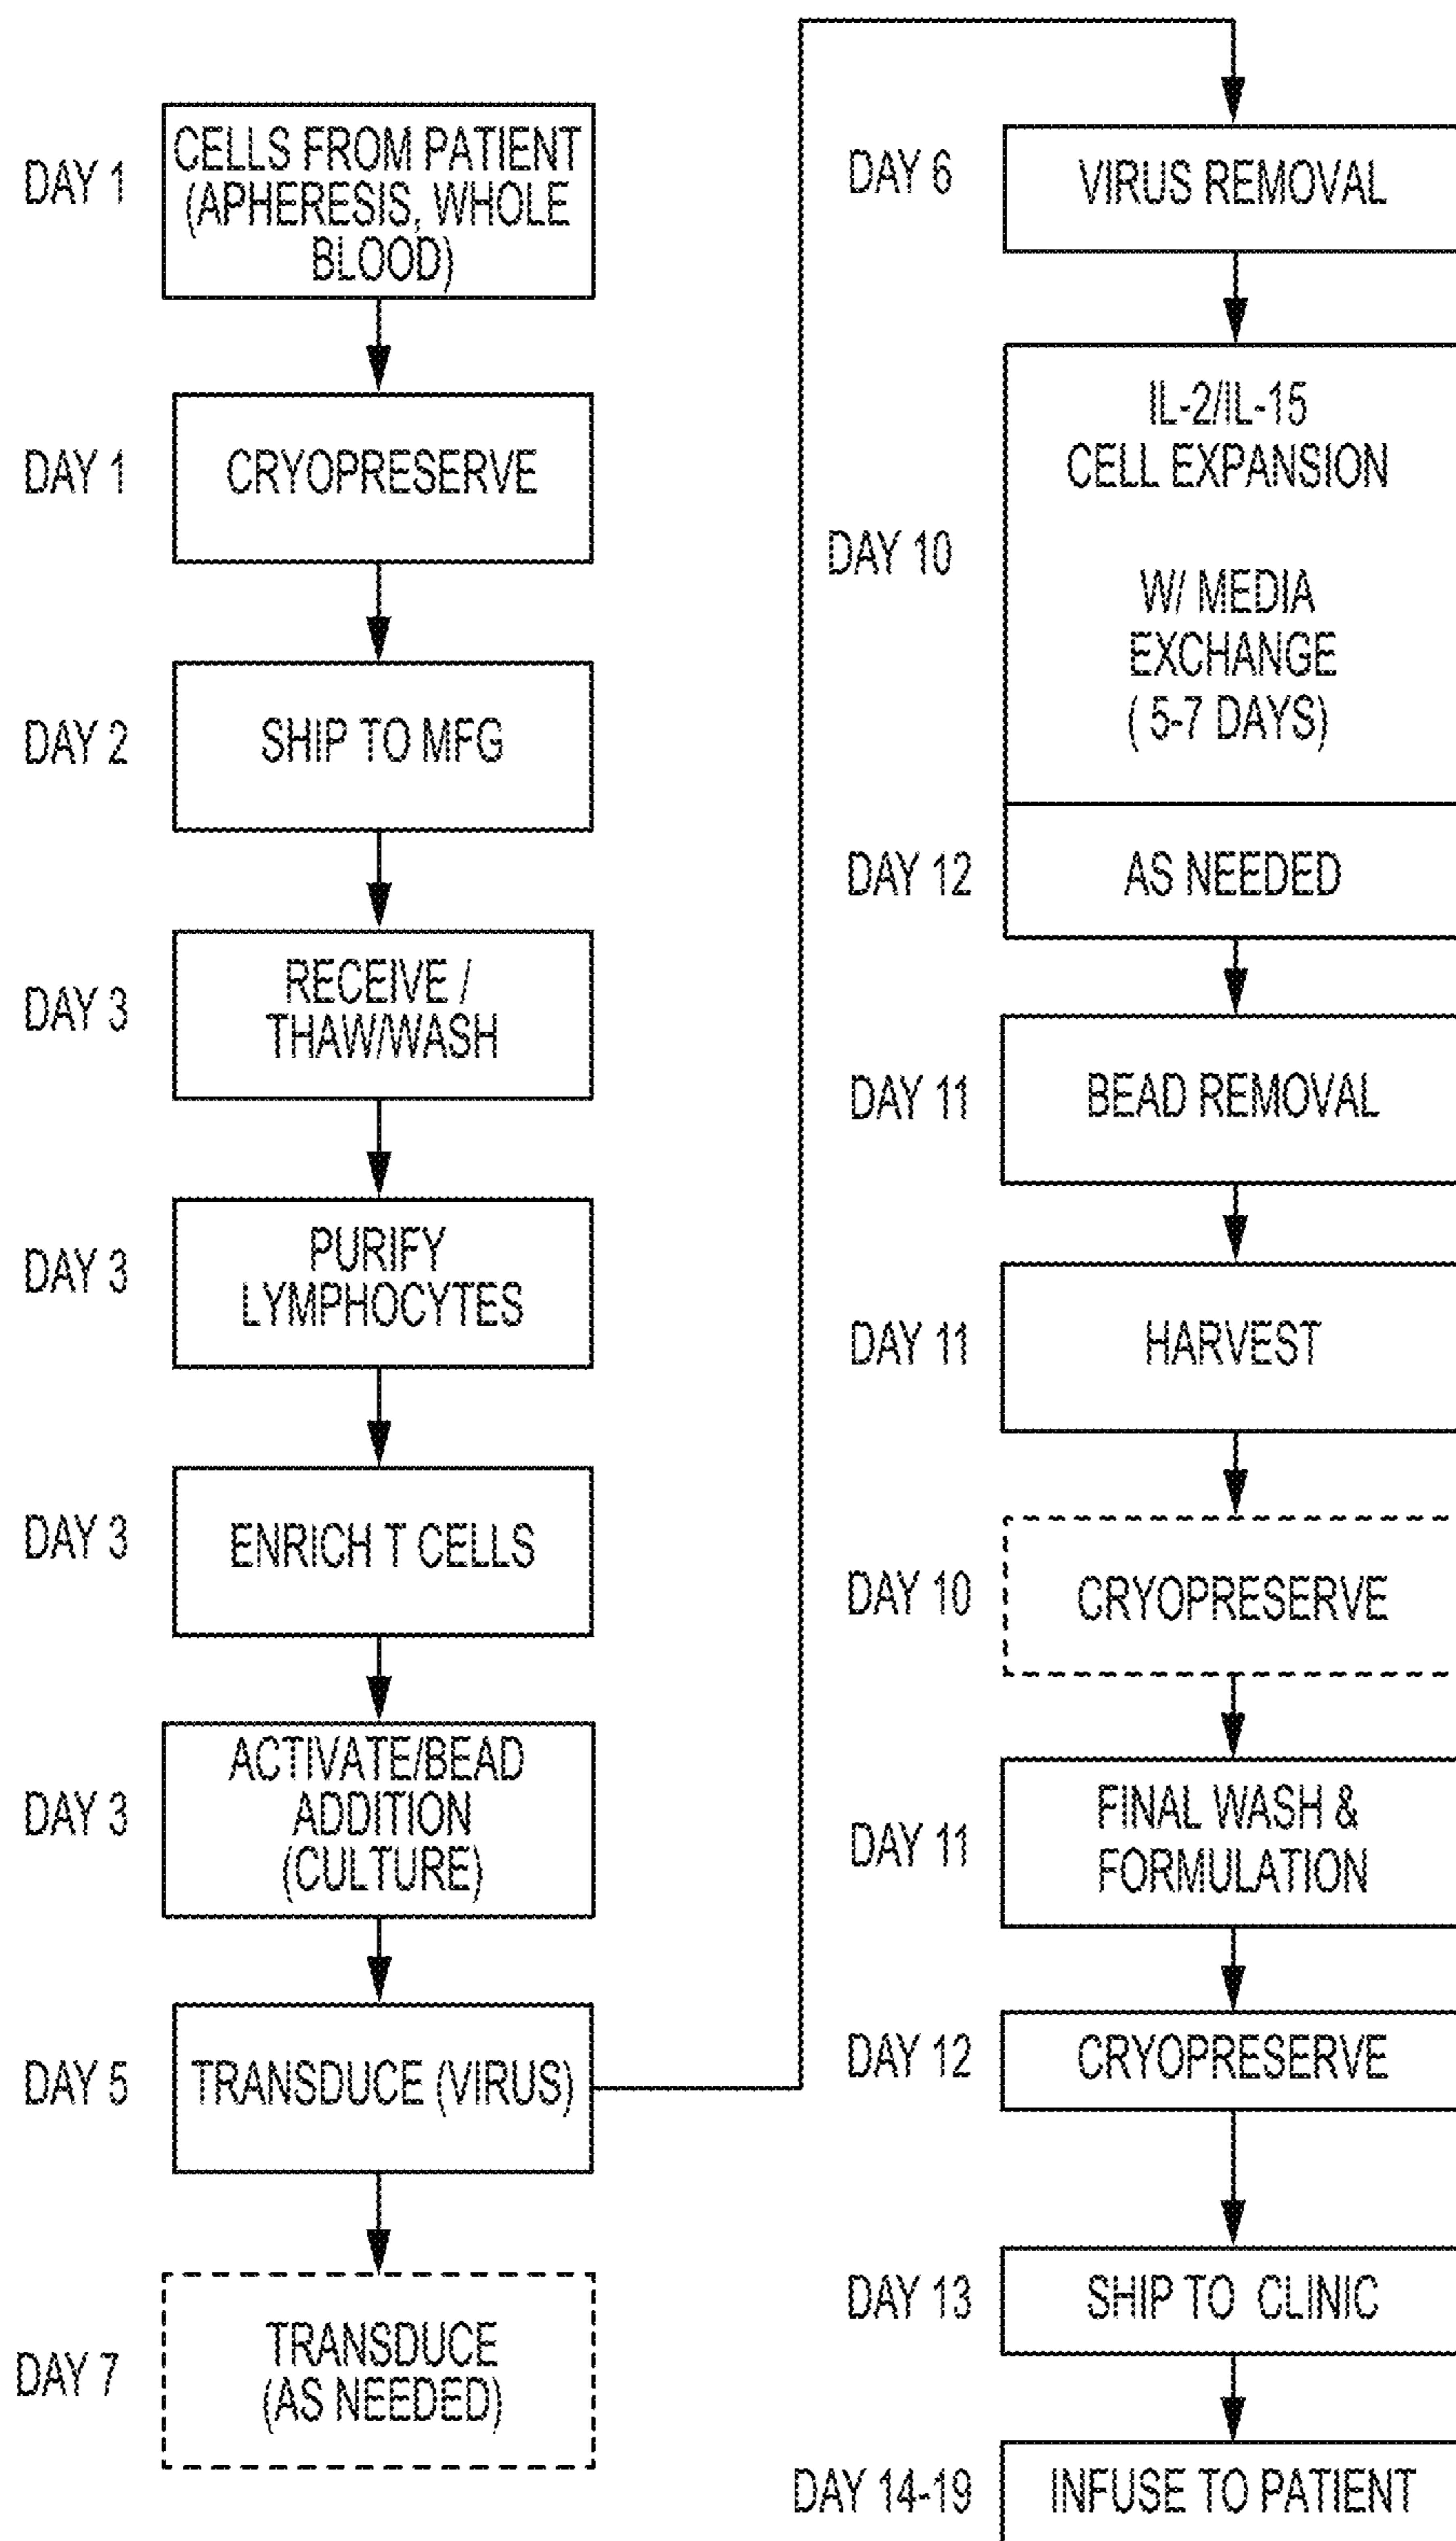 DAY 1
CELLS FROM PATIENT
(APHERESIS, WHOLE
BLOOD)
DAY 1
CRYOPRESERVE
DAY 2
SHIP TO MFG
DAY 3
RECEIVE /
THAW/WASH
DAY 3
PURIFY
LYMPHOCYTES
DAY 3
ENRICH T CELLS
DAY 3
ACTIVATE/BEAD
ADDITION
(CULTURE)
DAY 5
TRANSDUCE (VIRUS)
DAY 7
TRANSDUCE
(AS NEEDED)
DAY 6
VIRUS REMOVAL
DAY 10
IL-2/IL-15
CELL EXPANSION
W/ MEDIA
EXCHANGE
( 5-7 DAYS)
DAY 12
AS NEEDED
DAY 11
BEAD REMOVAL
DAY 11
HARVEST
DAY 10
CRYOPRESERVE
DAY 11
FINAL WASH &
FORMULATION
DAY 12
CRYOPRESERVE
DAY 13
SHIP TO CLINIC
DAY 14-19
INFUSE TO PATIENT